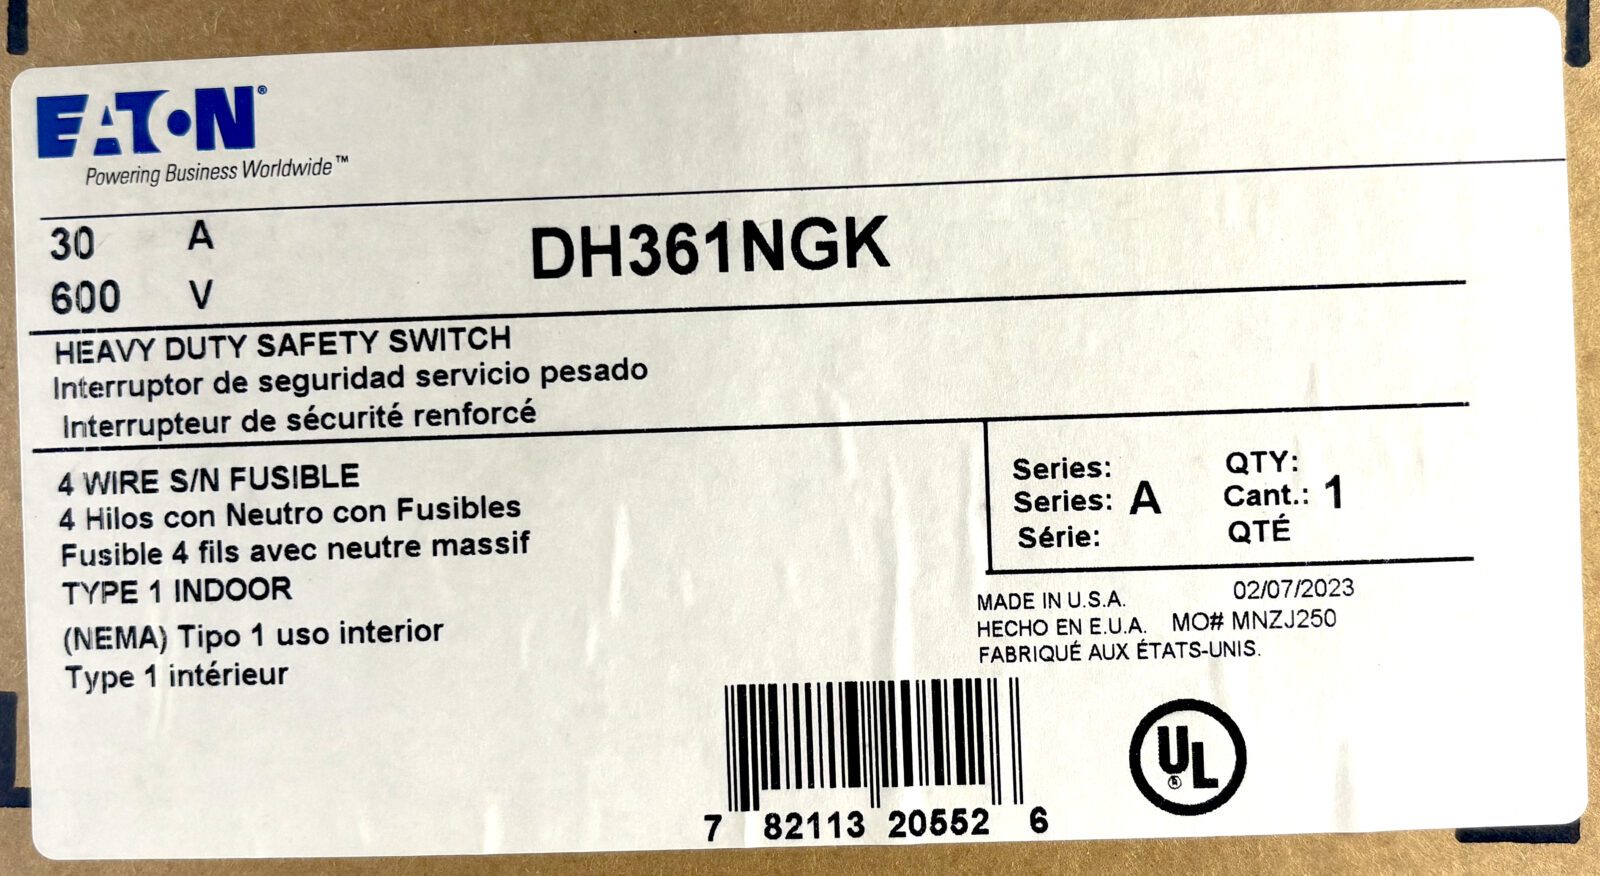 EATON®
Powering Business Worldwide™
30 A
600 V
DH361NGK
HEAVY DUTY SAFETY SWITCH
Interruptor de seguridad servicio pesado
Interrupteur de sécurité renforcé
4 WIRE S/N FUSIBLE
4 Hilos con Neutro con Fusibles
Fusible 4 fils avec neutre massif
TYPE 1 INDOOR
(NEMA) Tipo 1 uso interior
Type 1 intérieur
Series:
Series: A
Série:
QTY:
Cant.: 1
QTÉ
MADE IN U.S.A. 02/07/2023
HECHO EN E.U.A. MO# MNZJ250
FABRIQUÉ AUX ÉTATS-UNIS.
7 82113 20552 6
UL®